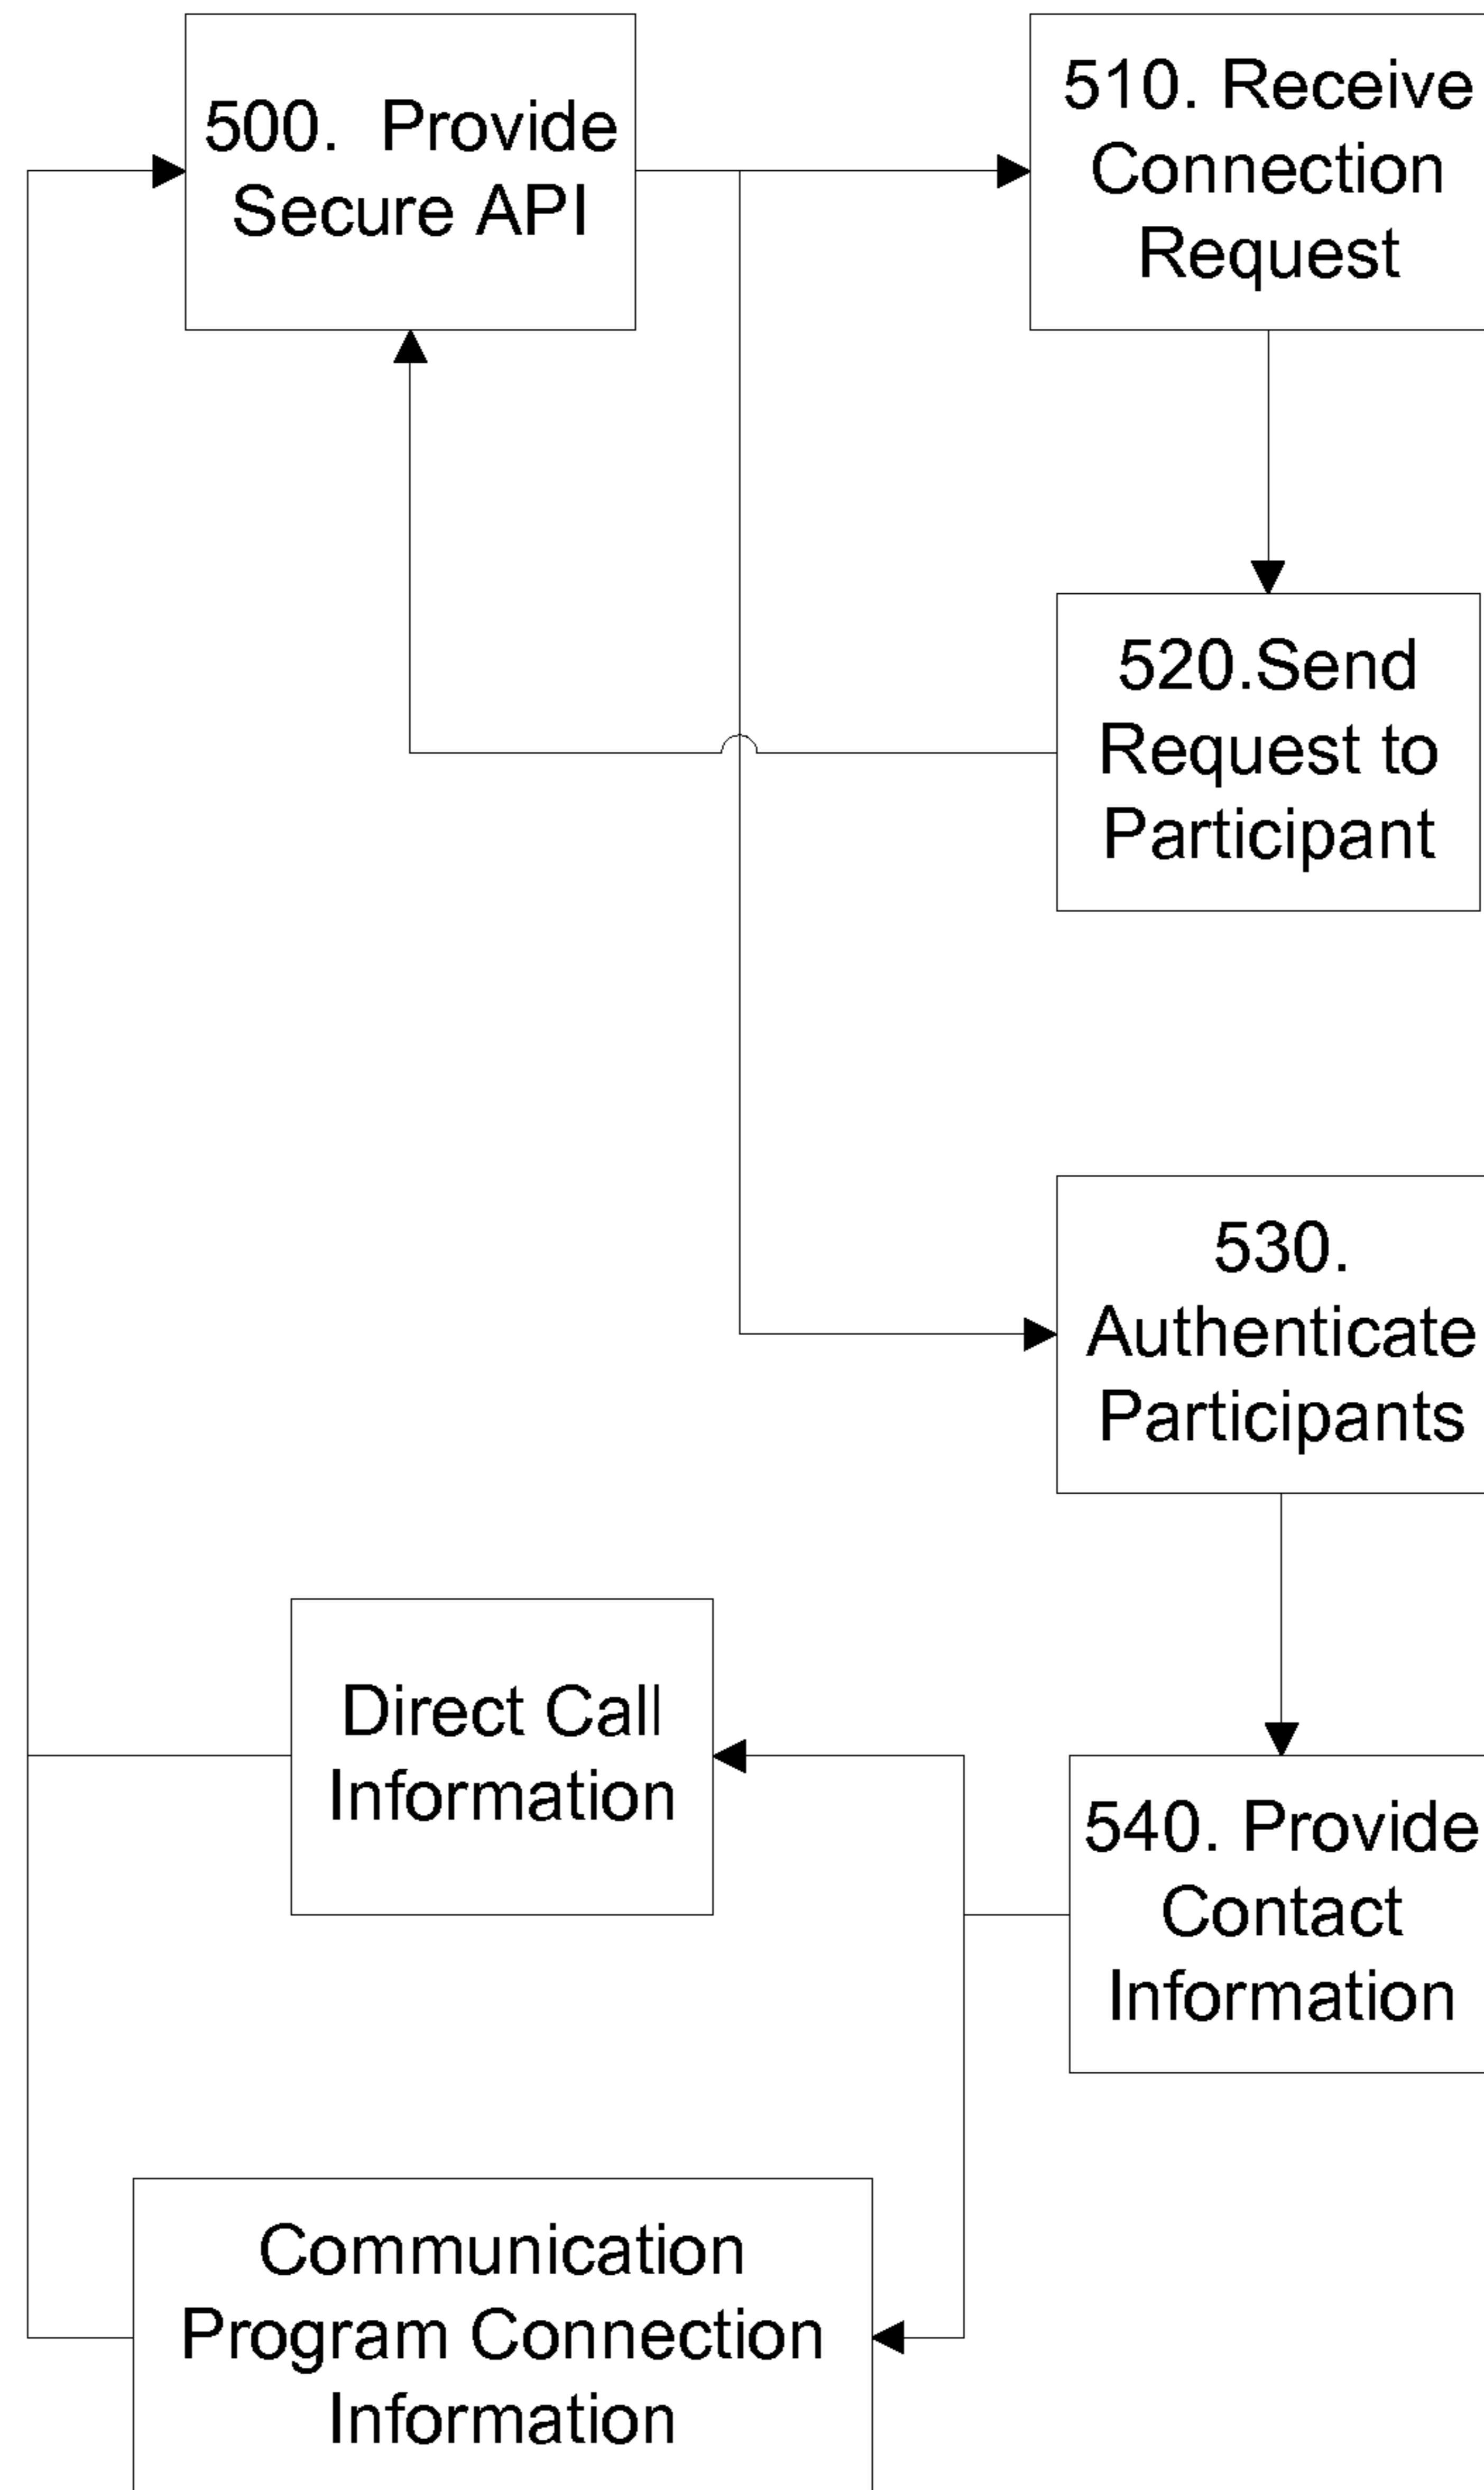 500. Provide
Secure API
510. Receive
Connection
Request
520.Send
Request to
Participant
530.
Authenticate
Participants
Direct Call
Information
540. Provide
Contact
Information
Communication
Program Connection
Information